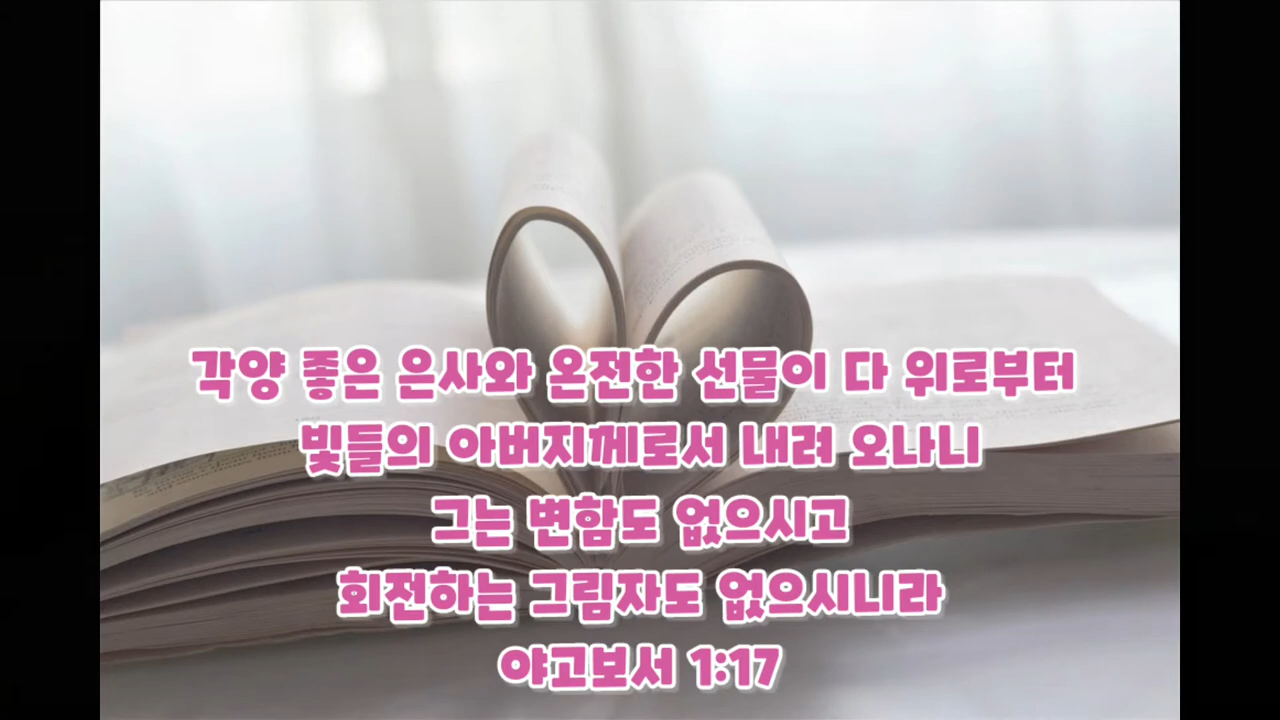 각양 좋은 은사와 온전한 선물이 다 위로부터
빛들의 아버지께로서 내려 오나니
그는 변함도 없으시고
회전하는 그림자도 없으시니라
야고보서 1:17